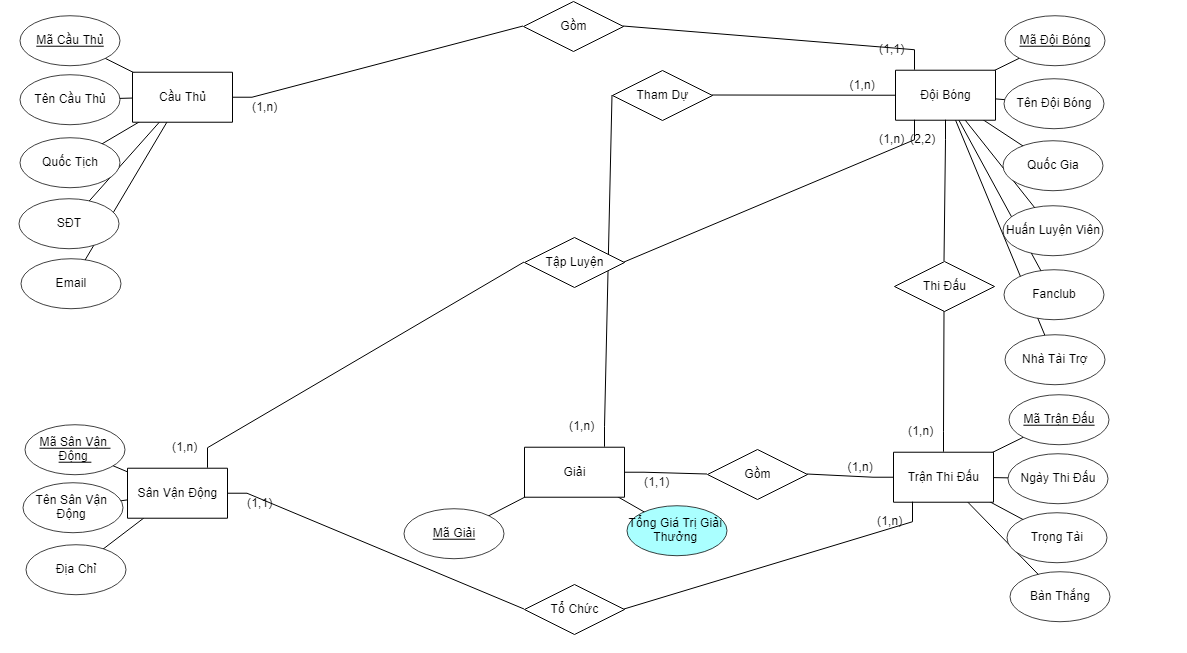 Gồm
Mã Cầu Thủ
Mã Đội Bóng
(1,1)
Cầu Thủ
Tên Cầu Thủ
(1,n)
Tham Dự
(1,n)
Đội Bóng
Tên Đội Bóng
(1,n)
(2,2)
Quốc Tịch
Quốc Gia
SĐT
Huấn Luyện Viên
Tập Luyện
Email
Thi Đấu
Fanclub
Nhà Tài Trợ
Mã Trận Đấu
(1,n)
(1,n)
(1,n)
Mã Sân Vận
Động
Sân Vận Động
Tên Sân Vận
Động
(1,1)
Giải
(1,1)
Gồm
(1,n)
Trận Thi Đấu
Ngày Thi Đấu
Mã Giải
Tổng Giá Trị Giải
Thưởng
(1,n)
Trọng Tài
Địa Chỉ
Tổ Chức
Bàn Thắng